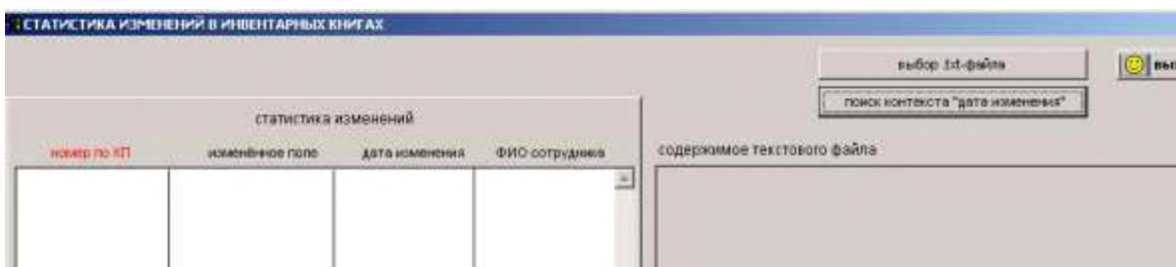 СТАТИСТИКА ИЗМЕНЕНИЙ В ИНВЕНТАРНЫХ КНИГАХ
выбор .txt-файла
поиск контекста "дата изменения"
статистика изменений
номер по КП изменённое поле дата изменения ФИО сотрудника
содержимое текстового файла